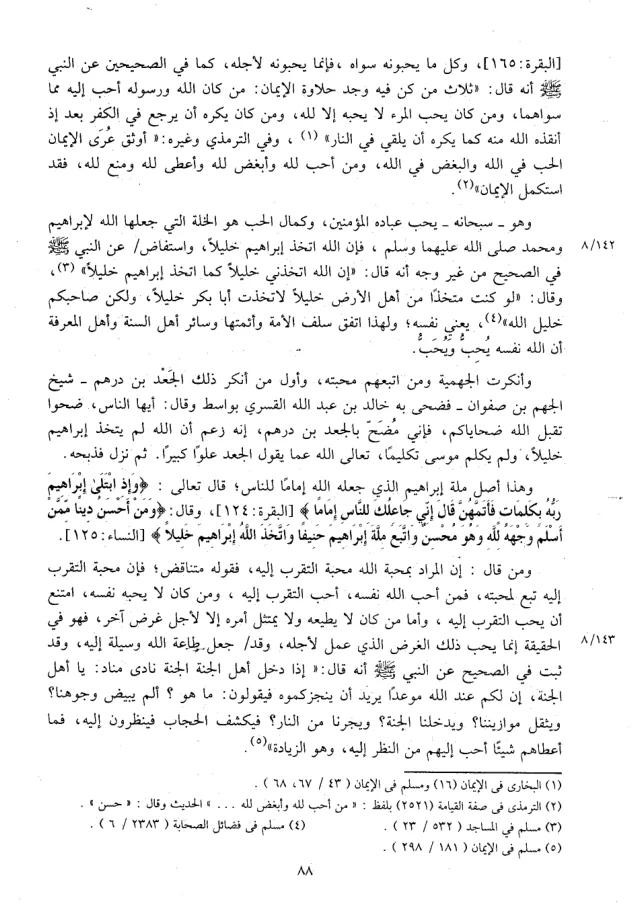 [البقرة:١٦٥]، وكل ما يحبونه سواه ،فإنما يحبونه لأجله، كما في الصحيحين عن النبي
ﷺ أنه قال: «ثلاث من كن فيه وجد حلاوة الإيمان: من كان الله ورسوله أحب إليه مما
سواهما، ومن كان يحب المرء لا يحبه إلا لله، ومن كان يكره أن يرجع في الكفر بعد إذ
أنقذه الله منه كما يكره أن يلقي في النار» (١) ، وفي الترمذي وغيره:« أوثق عُرَى الإيمان
الحب في الله والبغض في الله، ومن أحب لله وأبغض لله وأعطى لله ومنع لله، فقد
استكمل الإيمان»(٢).
وهو ـ سبحانه ـ يحب عباده المؤمنين، وكمال الحب هو الخلة التي جعلها الله لإبراهيم
٨/١٤٢ ومحمد صلى الله عليهما وسلم ، فإن الله اتخذ إبراهيم خليلاً، واستفاض/ عن النبي ﷺ
في الصحيح من غير وجه أنه قال: «إن الله اتخذني خليلاً كما اتخذ إبراهيم خليلاً» (٣)،
وقال: «لو كنت متخذًا من أهل الأرض خليلاً لاتخذت أبا بكر خليلاً، ولكن صاحبكم
خليل الله»(٤)، يعني نفسه؛ ولهذا اتفق سلف الأمة وأئمتها وسائر أهل السنة وأهل المعرفة
أن الله نفسه يُحِبُّ ويُحَبُّ.
وأنكرت الجهمية ومن اتبعهم محبته، وأول من أنكر ذلك الجَعْد بن درهم ـ شيخ
الجهم بن صفوان ـ فضحى به خالد بن عبد الله القسري بواسط وقال: أيها الناس، ضحوا
تقبل الله ضحاياكم، فإني مُضَحّ بالجعد بن درهم، إنه زعم أن الله لم يتخذ إبراهيم
خليلاً، ولم يكلم موسى تكليمًا، تعالى الله عما يقول الجعد علوًا كبيرًا. ثم نزل فذبحه.
وهذا أصل ملة إبراهيم الذي جعله الله إمامًا للناس؛ قال تعالى : ﴿وَإِذِ ابْتَلَىٰ إِبْرَاهِيمَ
رَبُّهُ بِكَلِمَاتٍ فَأَتَمَّهُنَّ قَالَ إِنِّي جَاعِلُكَ لِلنَّاسِ إِمَامًا ﴾ [البقرة:١٢٤]، وقال:﴿وَمَنْ أَحْسَنُ دِينًا مِّمَّنْ
أَسْلَمَ وَجْهَهُ لِلَّهِ وَهُوَ مُحْسِنٌ وَاتَّبَعَ مِلَّةَ إِبْرَاهِيمَ حَنِيفًا وَاتَّخَذَ اللَّهُ إِبْرَاهِيمَ خَلِيلاً ﴾ [النساء:١٢٥].
ومن قال : إن المراد بمحبة الله محبة التقرب إليه، فقوله متناقض؛ فإن محبة التقرب
إليه تبع لمحبته، فمن أحب الله نفسه، أحب التقرب إليه ، ومن كان لا يحبه نفسه، امتنع
أن يحب التقرب إليه ، وأما من كان لا يطيعه ولا يمتثل أمره إلا لأجل غرض آخر، فهو في
٨/١٤٣ الحقيقة إنما يحب ذلك الغرض الذي عمل لأجله، وقد/ جعل طاعة الله وسيلة إليه، وقد
ثبت في الصحيح عن النبي ﷺ أنه قال:« إذا دخل أهل الجنة الجنة نادى مناد: يا أهل
الجنة، إن لكم عند الله موعدًا يريد أن ينجزكموه فيقولون: ما هو ؟ ألم يبيض وجوهنا؟
ويثقل موازيننا؟ ويدخلنا الجنة؟ ويجرنا من النار؟ فيكشف الحجاب فينظرون إليه، فما
أعطاهم شيئًا أحب إليهم من النظر إليه، وهو الزيادة»(٥).
(١) البخارى فى الإيمان (١٦) ومسلم فى الإيمان ( ٤٣ / ٦٧، ٦٨ ) .
(٢) الترمذى فى صفة القيامة (٢٥٢١) بلفظ : « من أحب لله وأبغض لله ... » الحديث وقال : « حسن » .
(٣) مسلم في المساجد ( ٥٣٢ / ٢٣ ) . (٤) مسلم فى فضائل الصحابة ( ٢٣٨٣ / ٦ ) .
(٥) مسلم فى الإيمان ( ١٨١ / ٢٩٨ ) .
٨٨